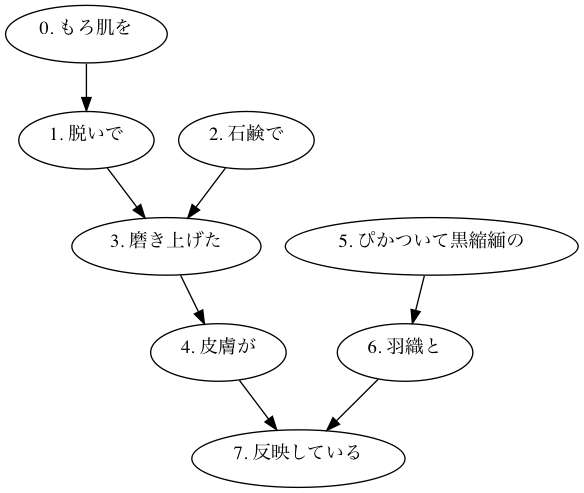 0. もろ肌を
1. 脱いで
2. 石鹸で
3. 磨き上げた
5. ぴかついて黒縮緬の
4. 皮膚が
6. 羽織と
7. 反映している